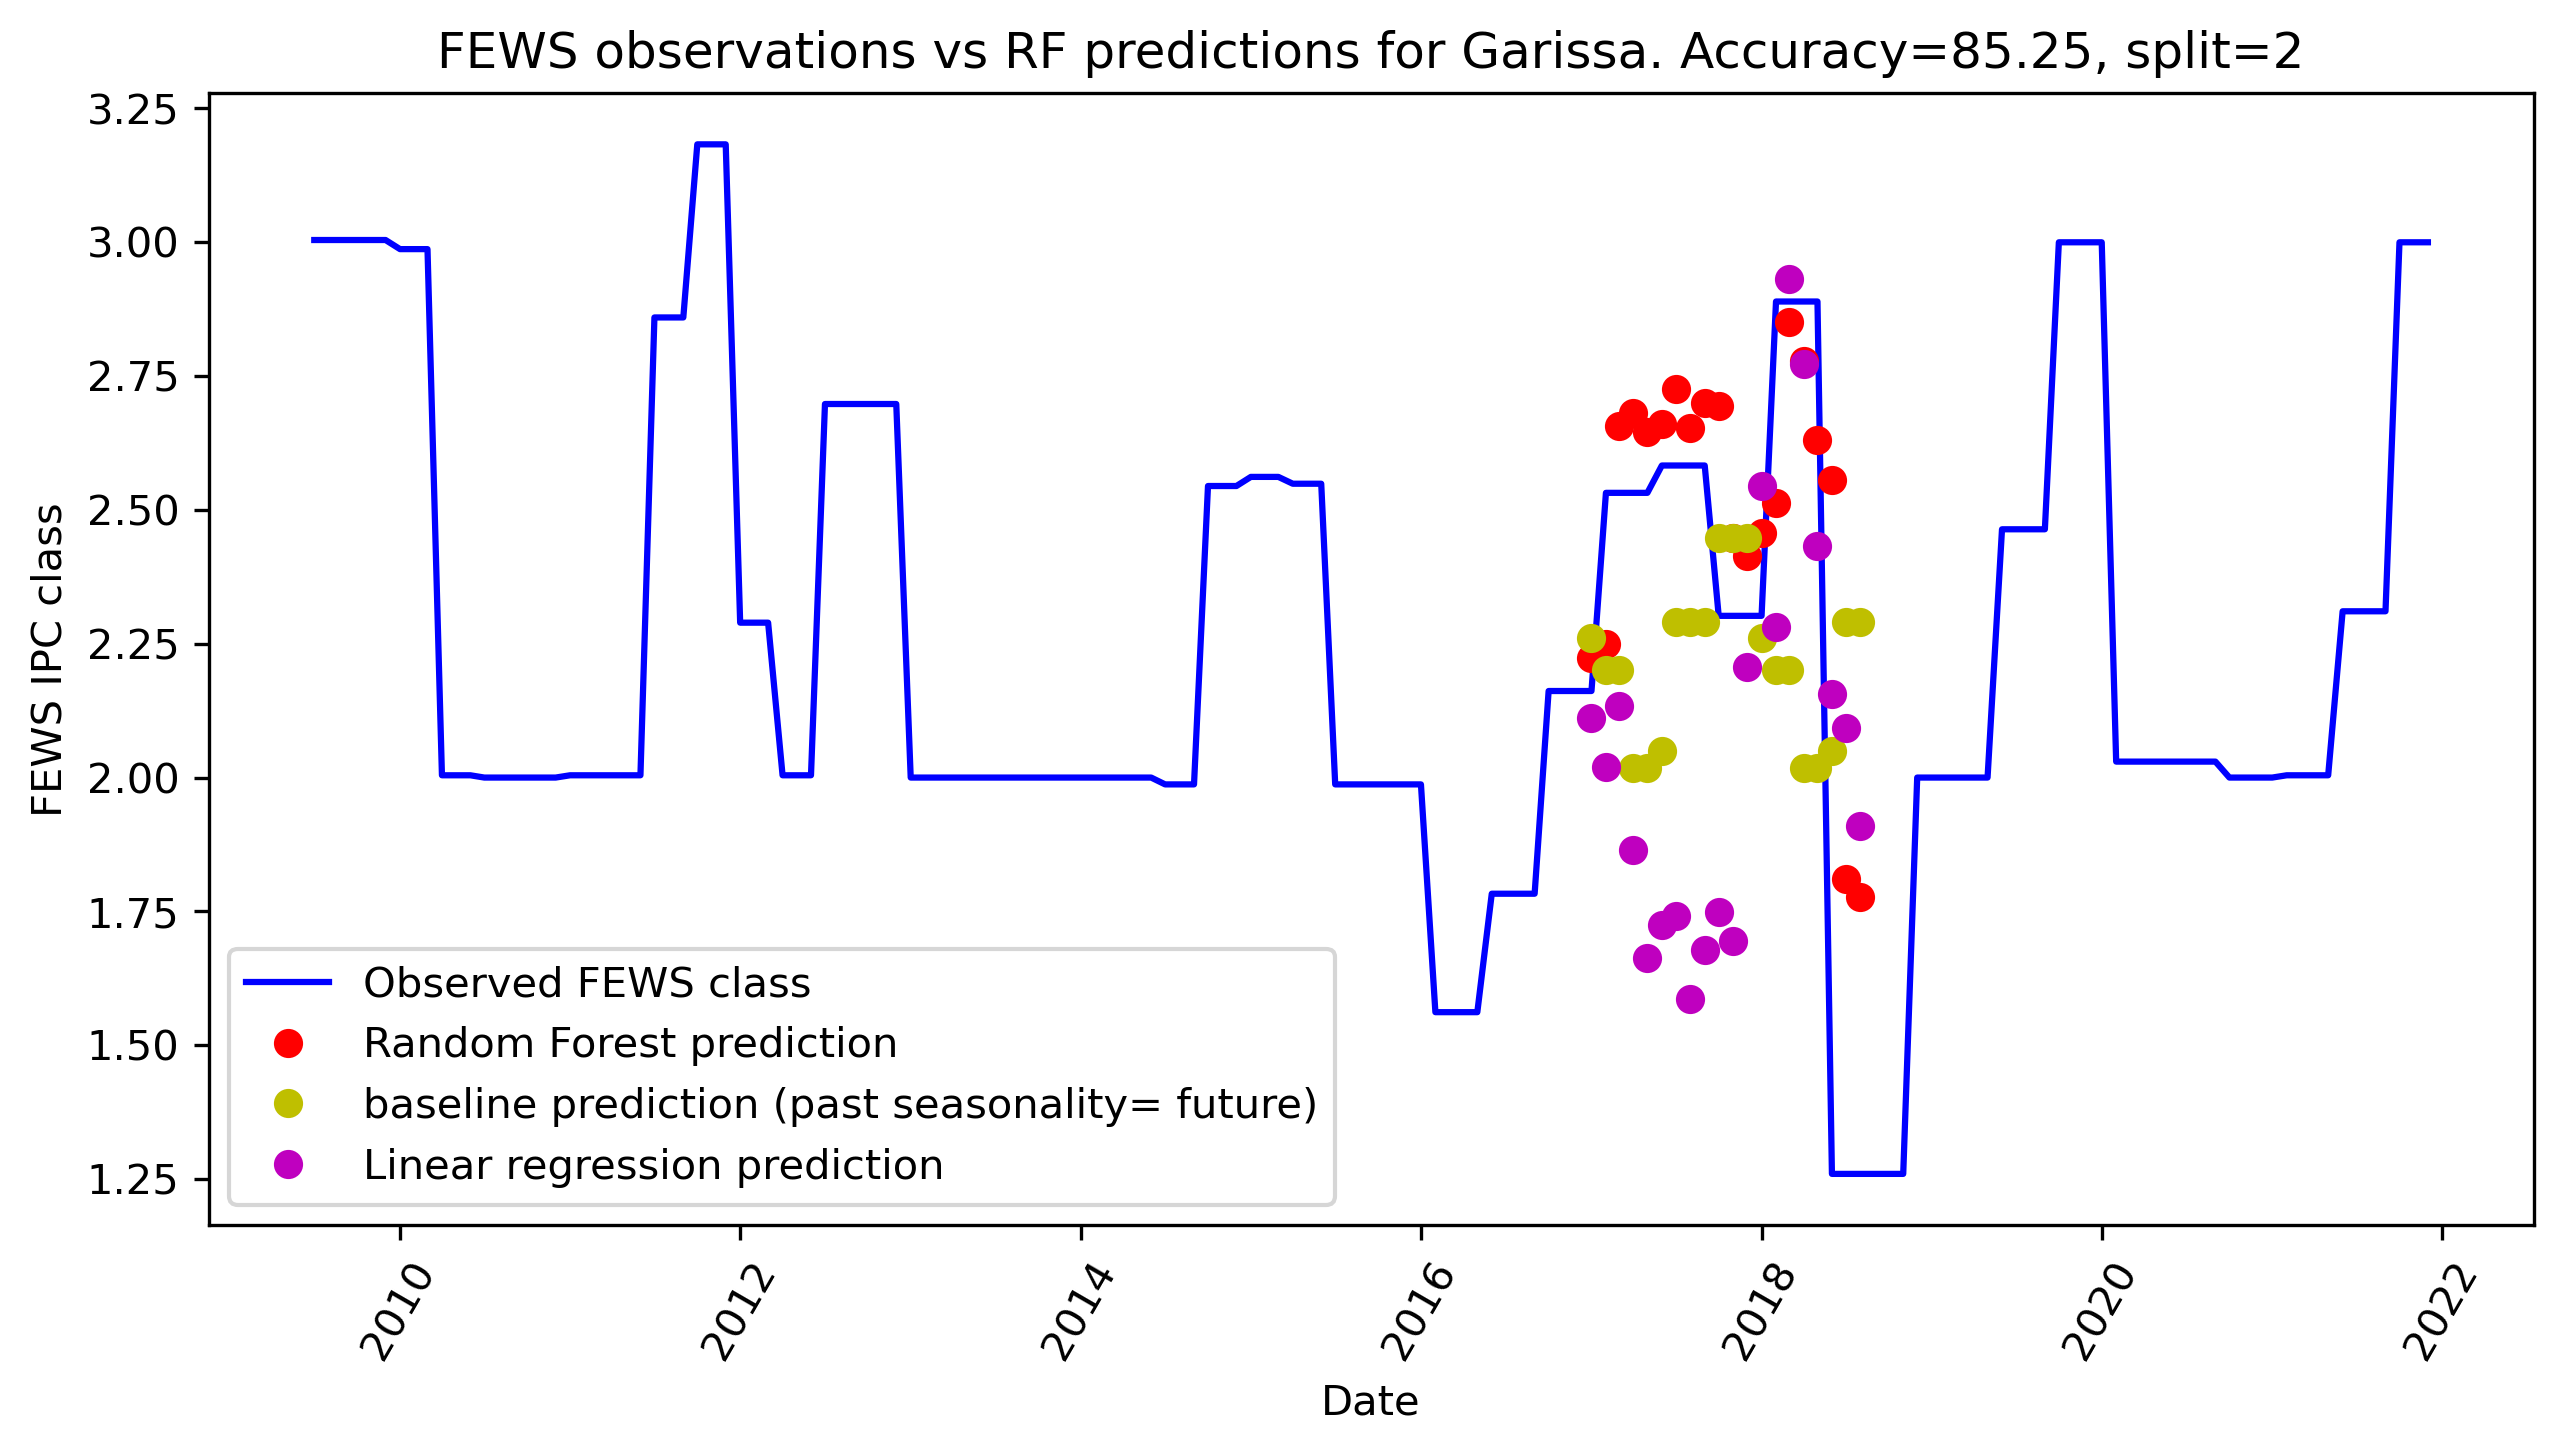 FEWS observations vs RF predictions for Garissa. Accuracy=85.25, split=2
FEWS IPC class
3.25
3.00
2.75
2.50
2.25
2.00
1.75
1.50
1.25
Observed FEWS class
Random Forest prediction
baseline prediction (past seasonality= future)
Linear regression prediction
2010
2012
2014
2016
2018
2020
2022
Date